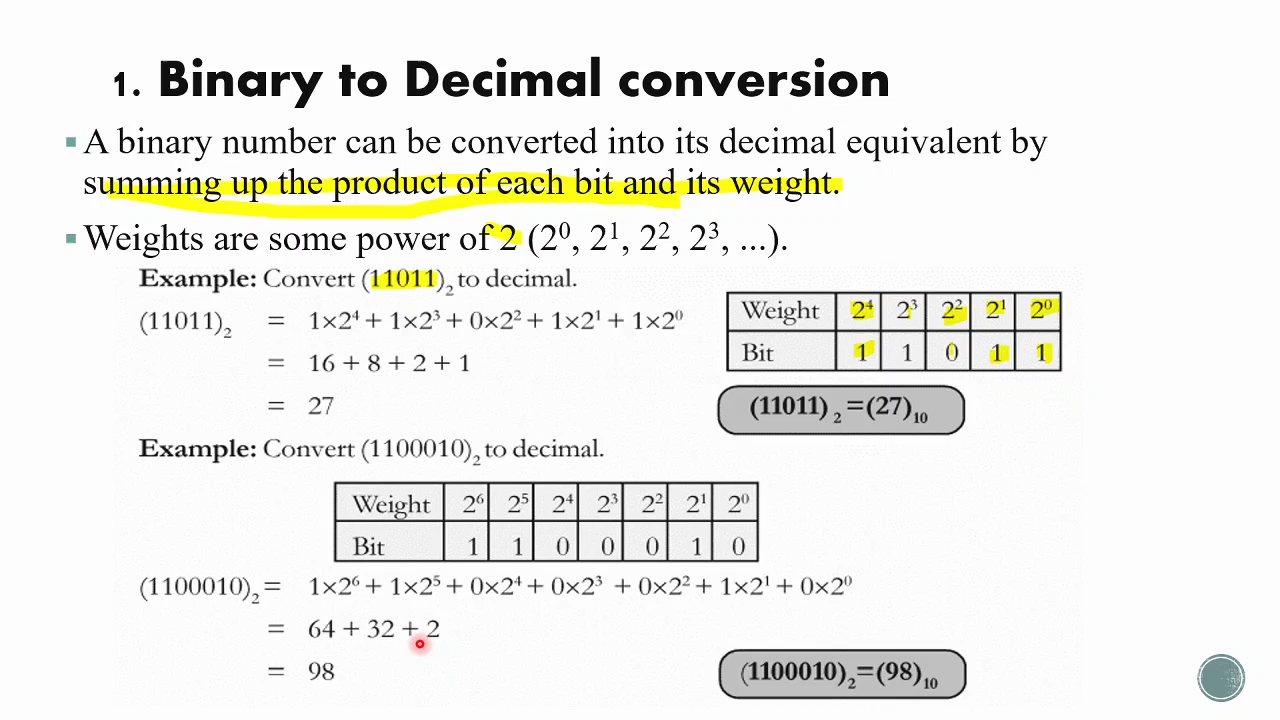 1. Binary to Decimal conversion
▪ A binary number can be converted into its decimal equivalent by
summing up the product of each bit and its weight.
▪ Weights are some power of 2 (2⁰, 2¹, 2², 2³, ...).
Example: Convert (11011)₂ to decimal.
(11011)₂ = 1×2⁴ + 1×2³ + 0×2² + 1×2¹ + 1×2⁰
= 16 + 8 + 2 + 1
= 27
Weight 2⁴ 2³ 2² 2¹ 2⁰
Bit 1 1 0 1 1
(11011)₂=(27)₁₀
Example: Convert (1100010)₂ to decimal.
Weight 2⁶ 2⁵ 2⁴ 2³ 2² 2¹ 2⁰
Bit 1 1 0 0 0 1 0
(1100010)₂ = 1×2⁶ + 1×2⁵ + 0×2⁴ + 0×2³ + 0×2² + 1×2¹ + 0×2⁰
= 64 + 32 + 2
= 98
(1100010)₂=(98)₁₀